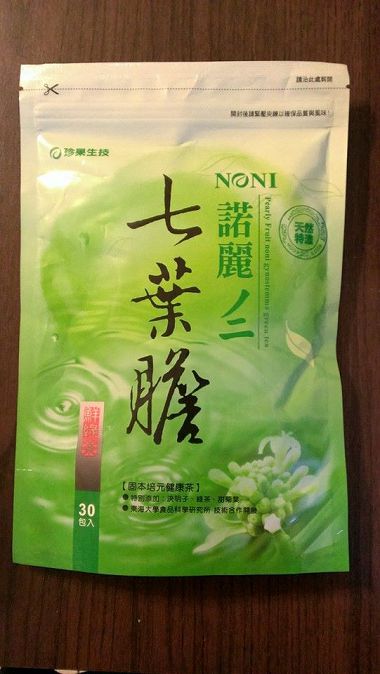 請沿此處剪開
開封後請緊壓夾鍊以確保品質與風味!
珍果生技
NONI
諾麗ノニ
Pearly Fruit noni gynostemma green tea
天然
特選
七葉膽
鮮綠茶
30
包入
【固本培元健康茶】
●特別添加:決明子、綠茶、甜菊葉
●東海大學食品科學研究所 技術合作開發